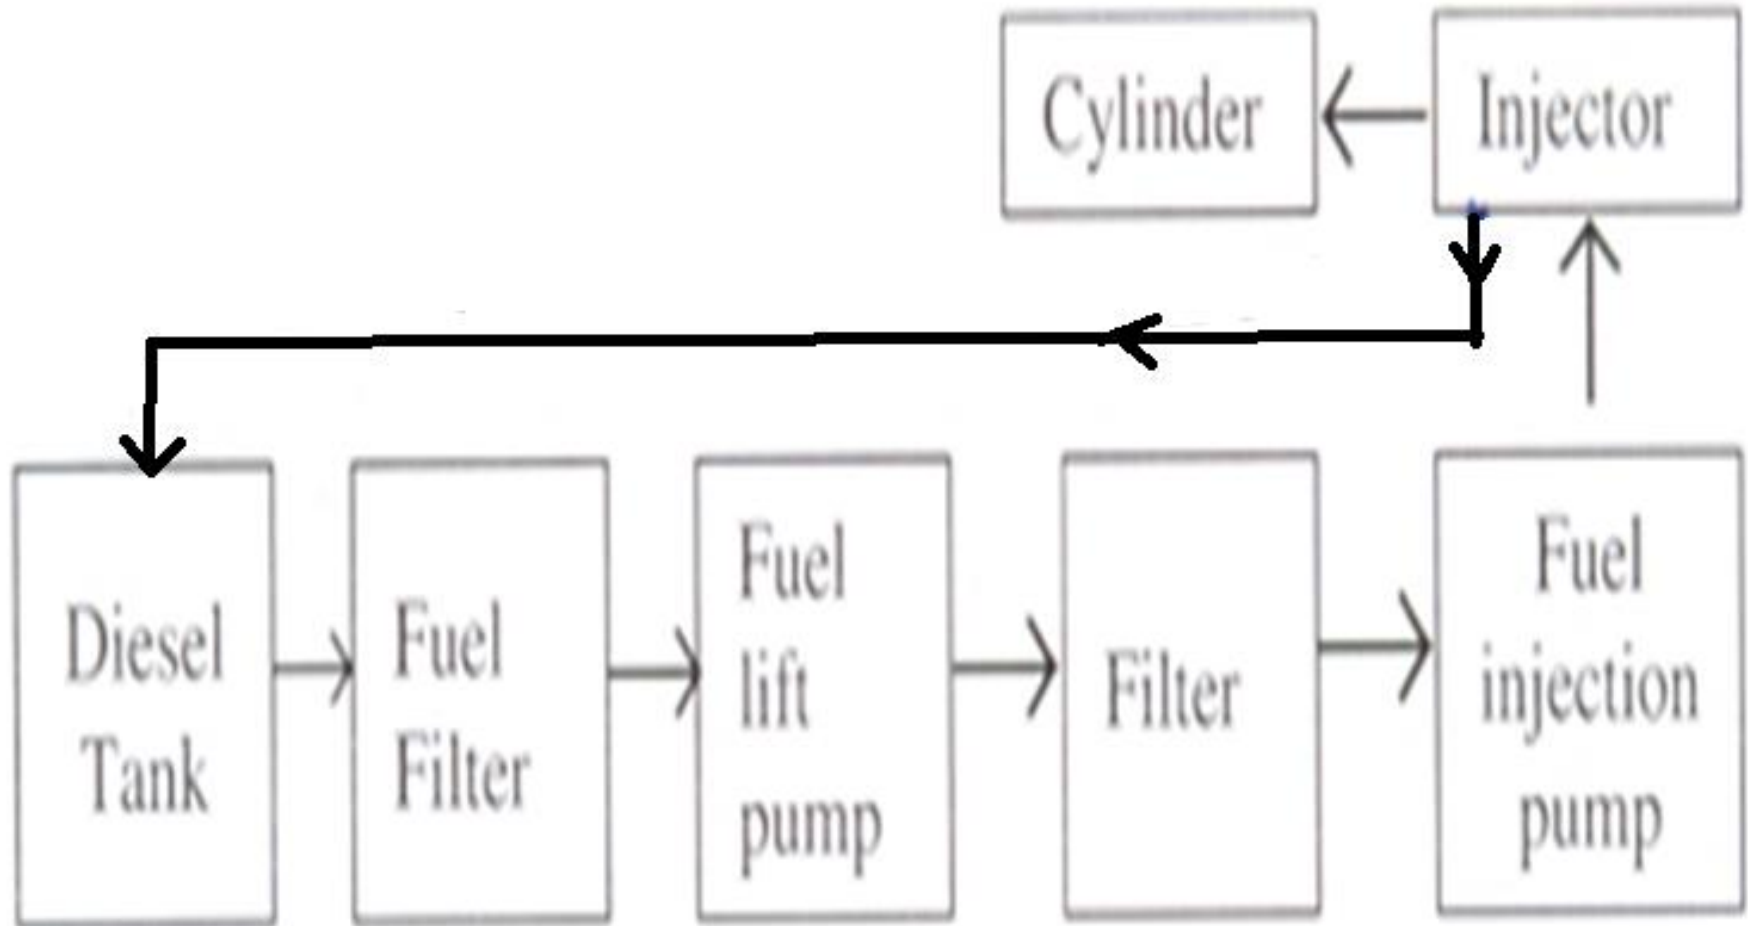 Cylinder
Injector
Diesel
Tank
Fuel
Filter
Fuel
lift
pump
Filter
Fuel
injection
pump